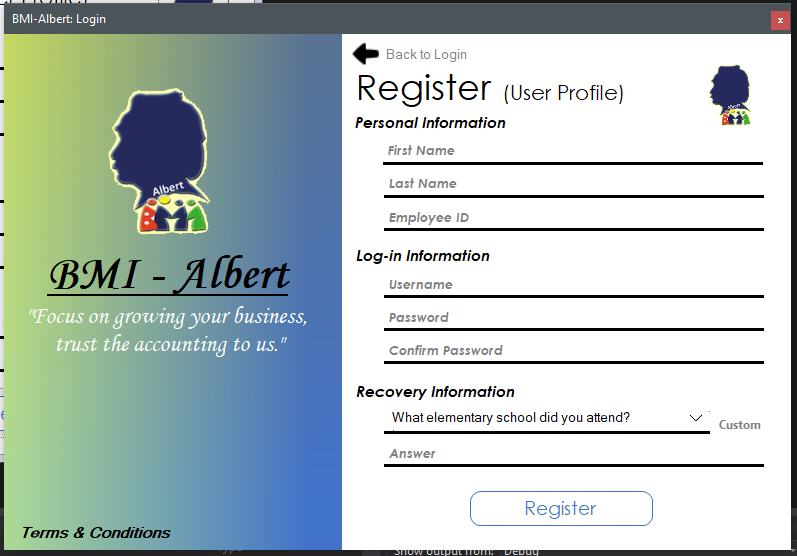 BMI-Albert: Login
x
Albert
BMA
BMI - Albert
"Focus on growing your business,
trust the accounting to us."
Terms & Conditions
Back to Login
Register (User Profile)
Albert
BMA
Personal Information
First Name
Last Name
Employee ID
Log-in Information
Username
Password
Confirm Password
Recovery Information
What elementary school did you attend?
Custom
Answer
Register
Show output from: Debug